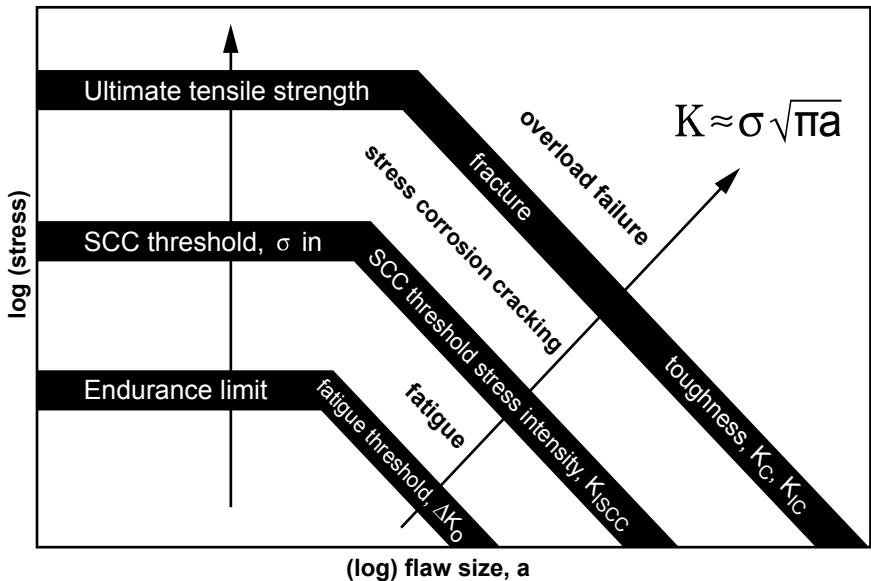 Ultimate tensile strength
overload failure
K≈σ√πa
fracture
stress corrosion cracking
SCC threshold, σ in
SCC threshold stress intensity, KISCC
toughness, KC, KIC
Endurance limit
fatigue
fatigue threshold, ΔKo
log (stress)
(log) flaw size, a